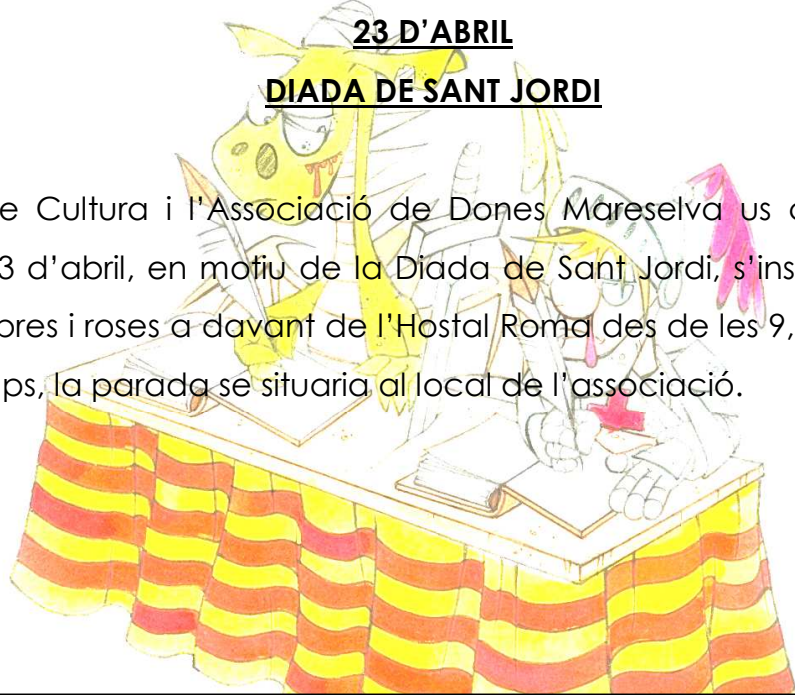 23 D’ABRIL
DIADA DE SANT JORDI
e Cultura i l’Associació de Dones Mareselva us
3 d’abril, en motiu de la Diada de Sant Jordi, s’ins
res i roses a davant de l’Hostal Roma des de les 9,
ps, la parada se situaria al local de l’associació.